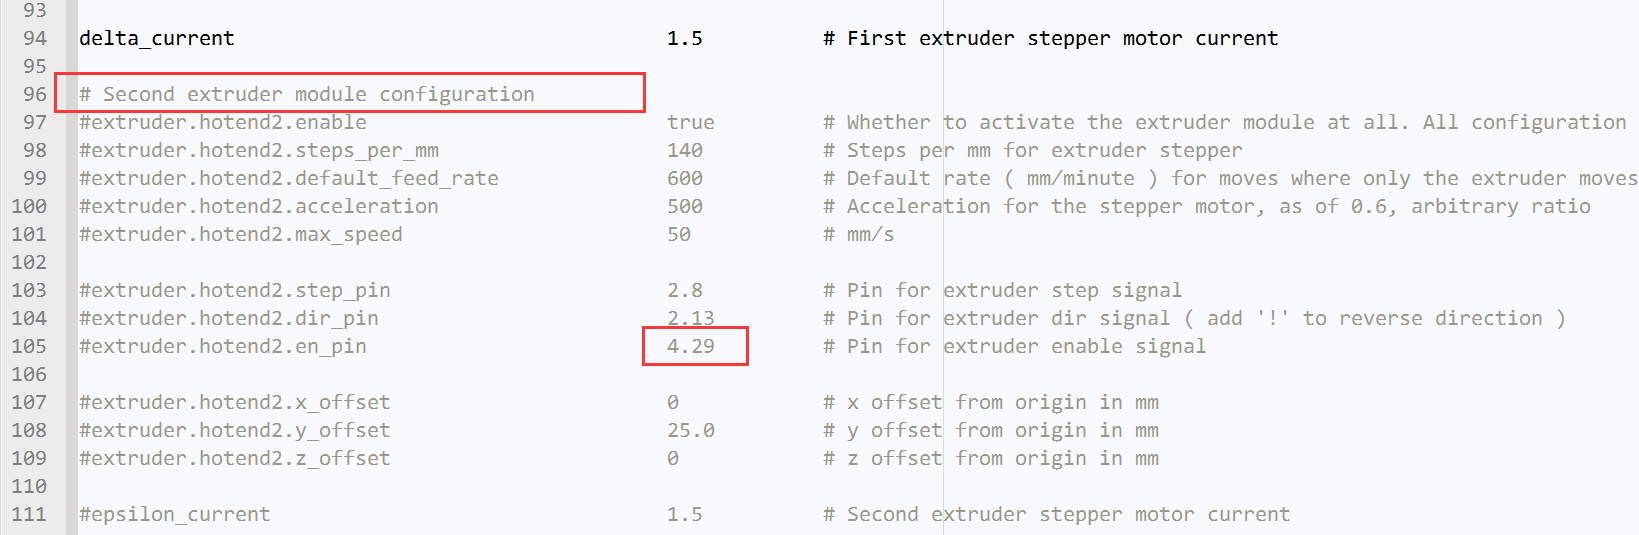 93
94 delta_current 1.5 # First extruder stepper motor current
95
96 # Second extruder module configuration
97 #extruder.hotend2.enable true # Whether to activate the extruder module at all. All configuration
98 #extruder.hotend2.steps_per_mm 140 # Steps per mm for extruder stepper
99 #extruder.hotend2.default_feed_rate 600 # Default rate ( mm/minute ) for moves where only the extruder moves
100 #extruder.hotend2.acceleration 500 # Acceleration for the stepper motor, as of 0.6, arbitrary ratio
101 #extruder.hotend2.max_speed 50 # mm/s
102
103 #extruder.hotend2.step_pin 2.8 # Pin for extruder step signal
104 #extruder.hotend2.dir_pin 2.13 # Pin for extruder dir signal ( add '!' to reverse direction )
105 #extruder.hotend2.en_pin 4.29 # Pin for extruder enable signal
106
107 #extruder.hotend2.x_offset 0 # x offset from origin in mm
108 #extruder.hotend2.y_offset 25.0 # y offset from origin in mm
109 #extruder.hotend2.z_offset 0 # z offset from origin in mm
110
111 #epsilon_current 1.5 # Second extruder stepper motor current